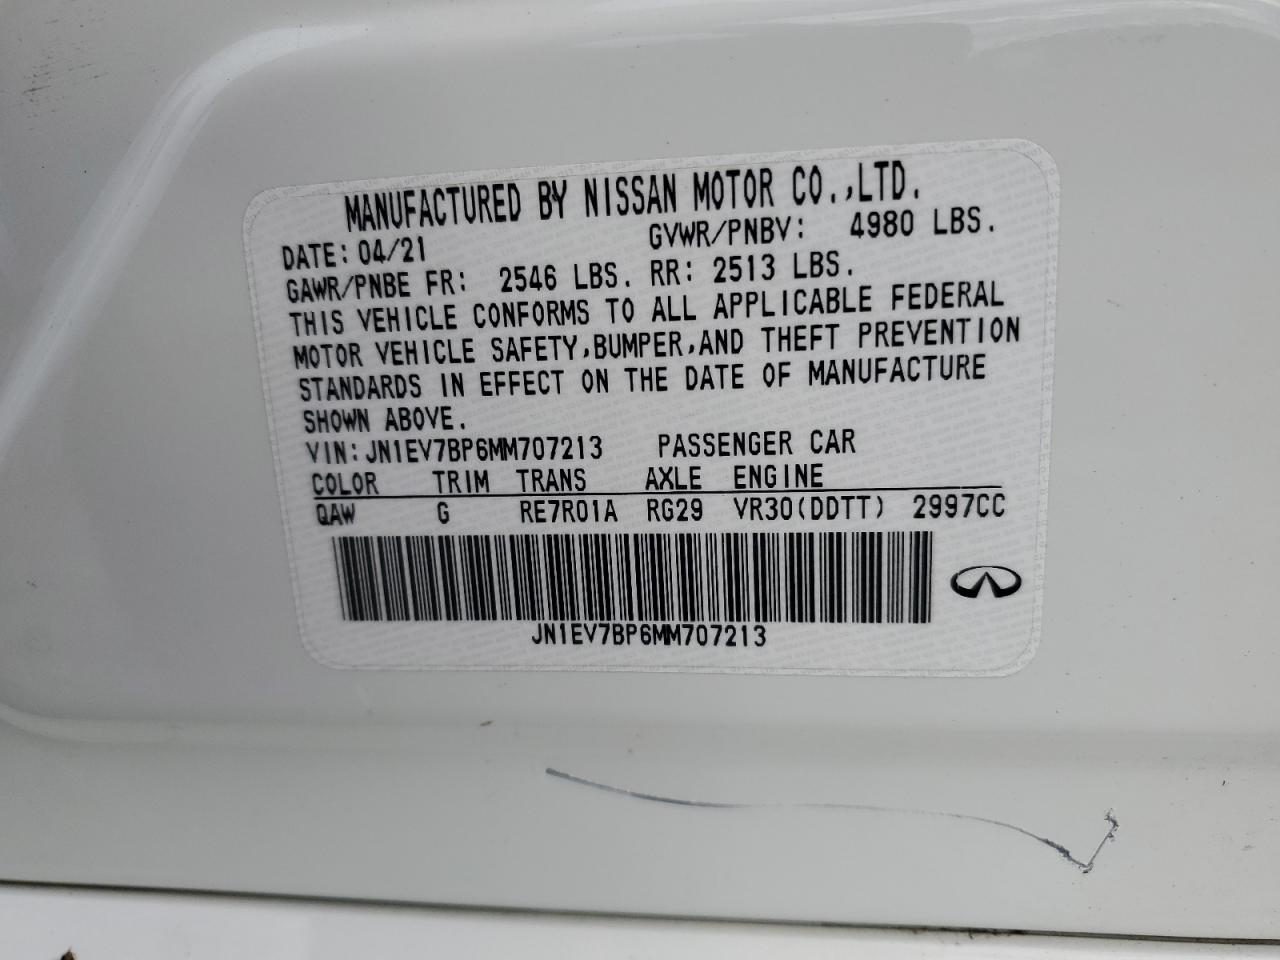 MANUFACTURED BY NISSAN MOTOR CO.,LTD.
DATE: 04/21 GVWR/PNBV: 4980 LBS.
GAWR/PNBE FR: 2546 LBS. RR: 2513 LBS.
THIS VEHICLE CONFORMS TO ALL APPLICABLE FEDERAL
MOTOR VEHICLE SAFETY,BUMPER,AND THEFT PREVENTION
STANDARDS IN EFFECT ON THE DATE OF MANUFACTURE
SHOWN ABOVE.
VIN: JN1EV7BP6MM707213 PASSENGER CAR
COLOR TRIM TRANS AXLE ENGINE
QAW G RE7R01A RG29 VR30(DDTT) 2997CC
JN1EV7BP6MM707213